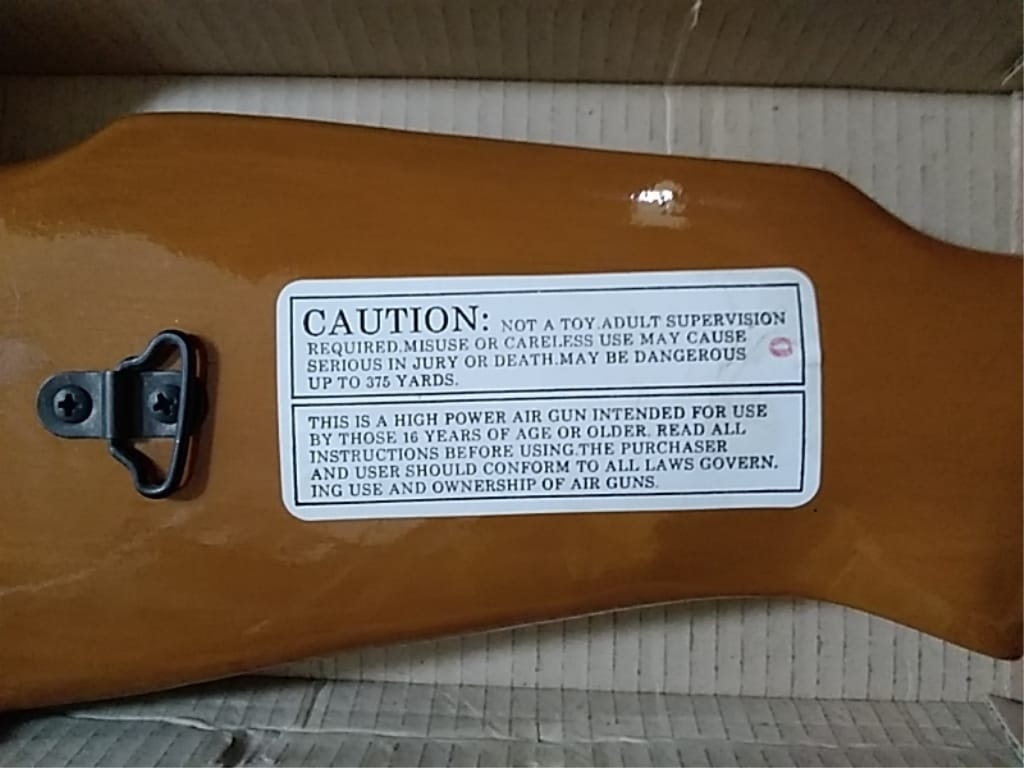 CAUTION: NOT A TOY.ADULT SUPERVISION
REQUIRED.MISUSE OR CARELESS USE MAY CAUSE
SERIOUS IN JURY OR DEATH.MAY BE DANGEROUS
UP TO 375 YARDS.
THIS IS A HIGH POWER AIR GUN INTENDED FOR USE
BY THOSE 16 YEARS OF AGE OR OLDER. READ ALL
INSTRUCTIONS BEFORE USING.THE PURCHASER
AND USER SHOULD CONFORM TO ALL LAWS GOVERN.
ING USE AND OWNERSHIP OF AIR GUNS.